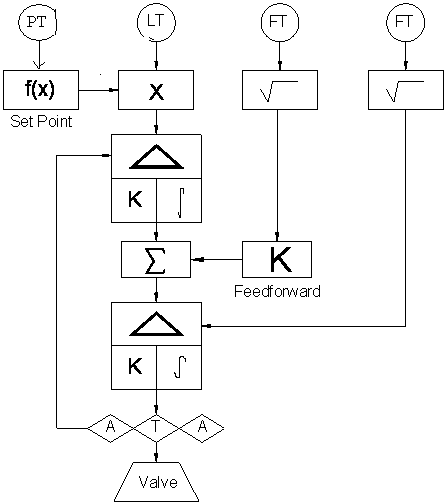 PT LT FT FT
f(x) X √ √
Set Point
△
K ∫
Σ K
Feedforward
△
K ∫
A T A
Valve